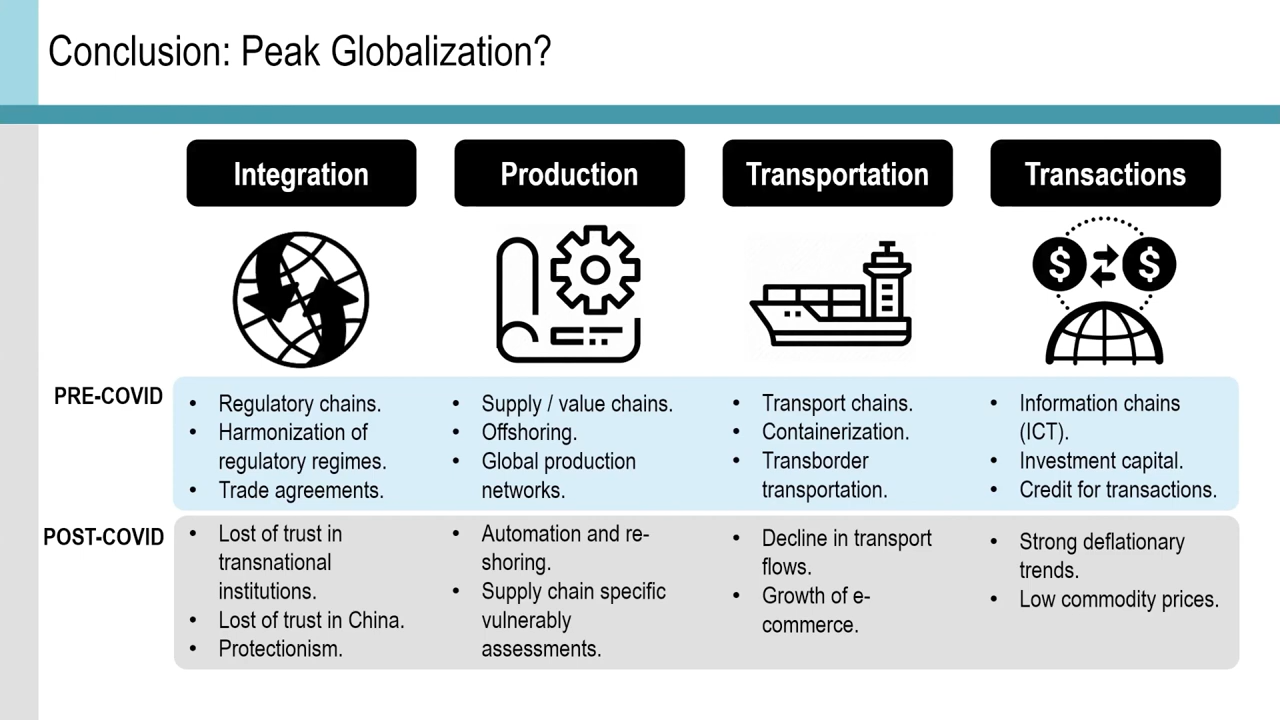 Conclusion: Peak Globalization?
Integration
Production
Transportation
Transactions
$ $
PRE-COVID
• Regulatory chains.
• Harmonization of
regulatory regimes.
• Trade agreements.
• Supply / value chains.
• Offshoring.
• Global production
networks.
• Transport chains.
• Containerization.
• Transborder
transportation.
• Information chains
(ICT).
• Investment capital.
• Credit for transactions.
POST-COVID
• Lost of trust in
transnational
institutions.
• Lost of trust in China.
• Protectionism.
• Automation and re-
shoring.
• Supply chain specific
vulnerably
assessments.
• Decline in transport
flows.
• Growth of e-
commerce.
• Strong deflationary
trends.
• Low commodity prices.